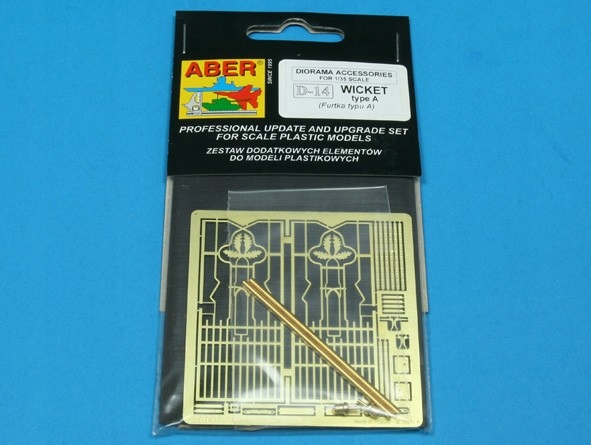 ABER
SINCE 1995
DIORAMA ACCESSORIES
FOR 1/35 SCALE
D-14 WICKET
type A
(Furtka typu A)
PROFESSIONAL UPDATE AND UPGRADE SET
FOR SCALE PLASTIC MODELS
ZESTAW DODATKOWYCH ELEMENTÓW
DO MODELI PLASTIKOWYCH